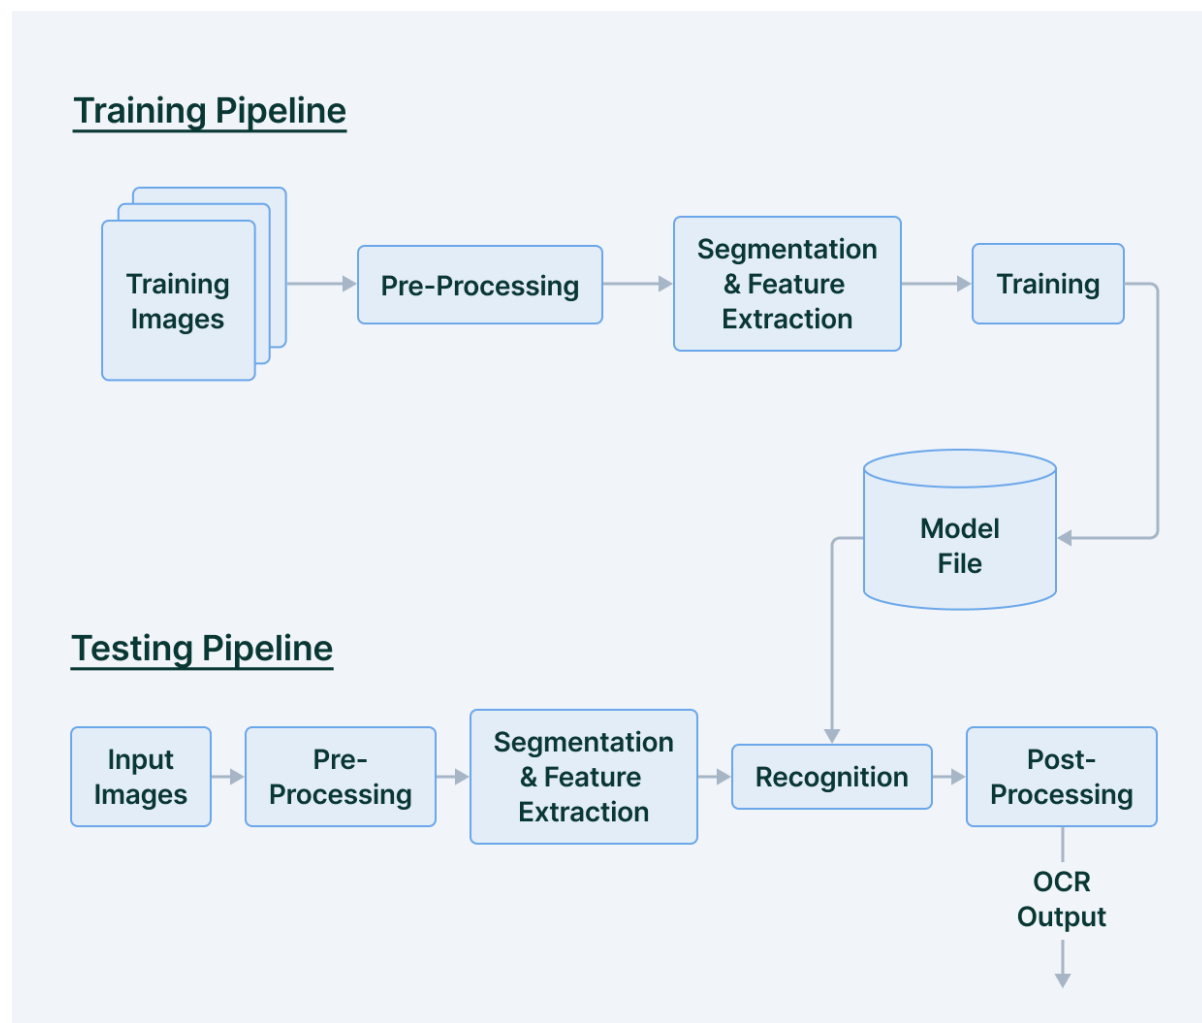 Training Pipeline
Training
Images
Pre-Processing
Segmentation
& Feature
Extraction
Training
Model
File
Testing Pipeline
Input
Images
Pre-
Processing
Segmentation
& Feature
Extraction
Recognition
Post-
Processing
OCR
Output